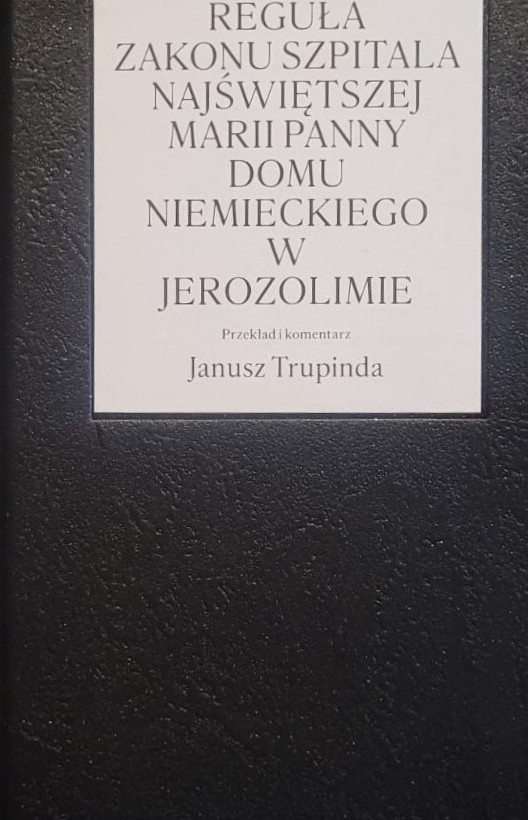 REGUŁA
ZAKONU SZPITALA
NAJŚWIĘTSZEJ
MARII PANNY
DOMU
NIEMIECKIEGO
W
JEROZOLIMIE
Przekład i komentarz
Janusz Trupinda